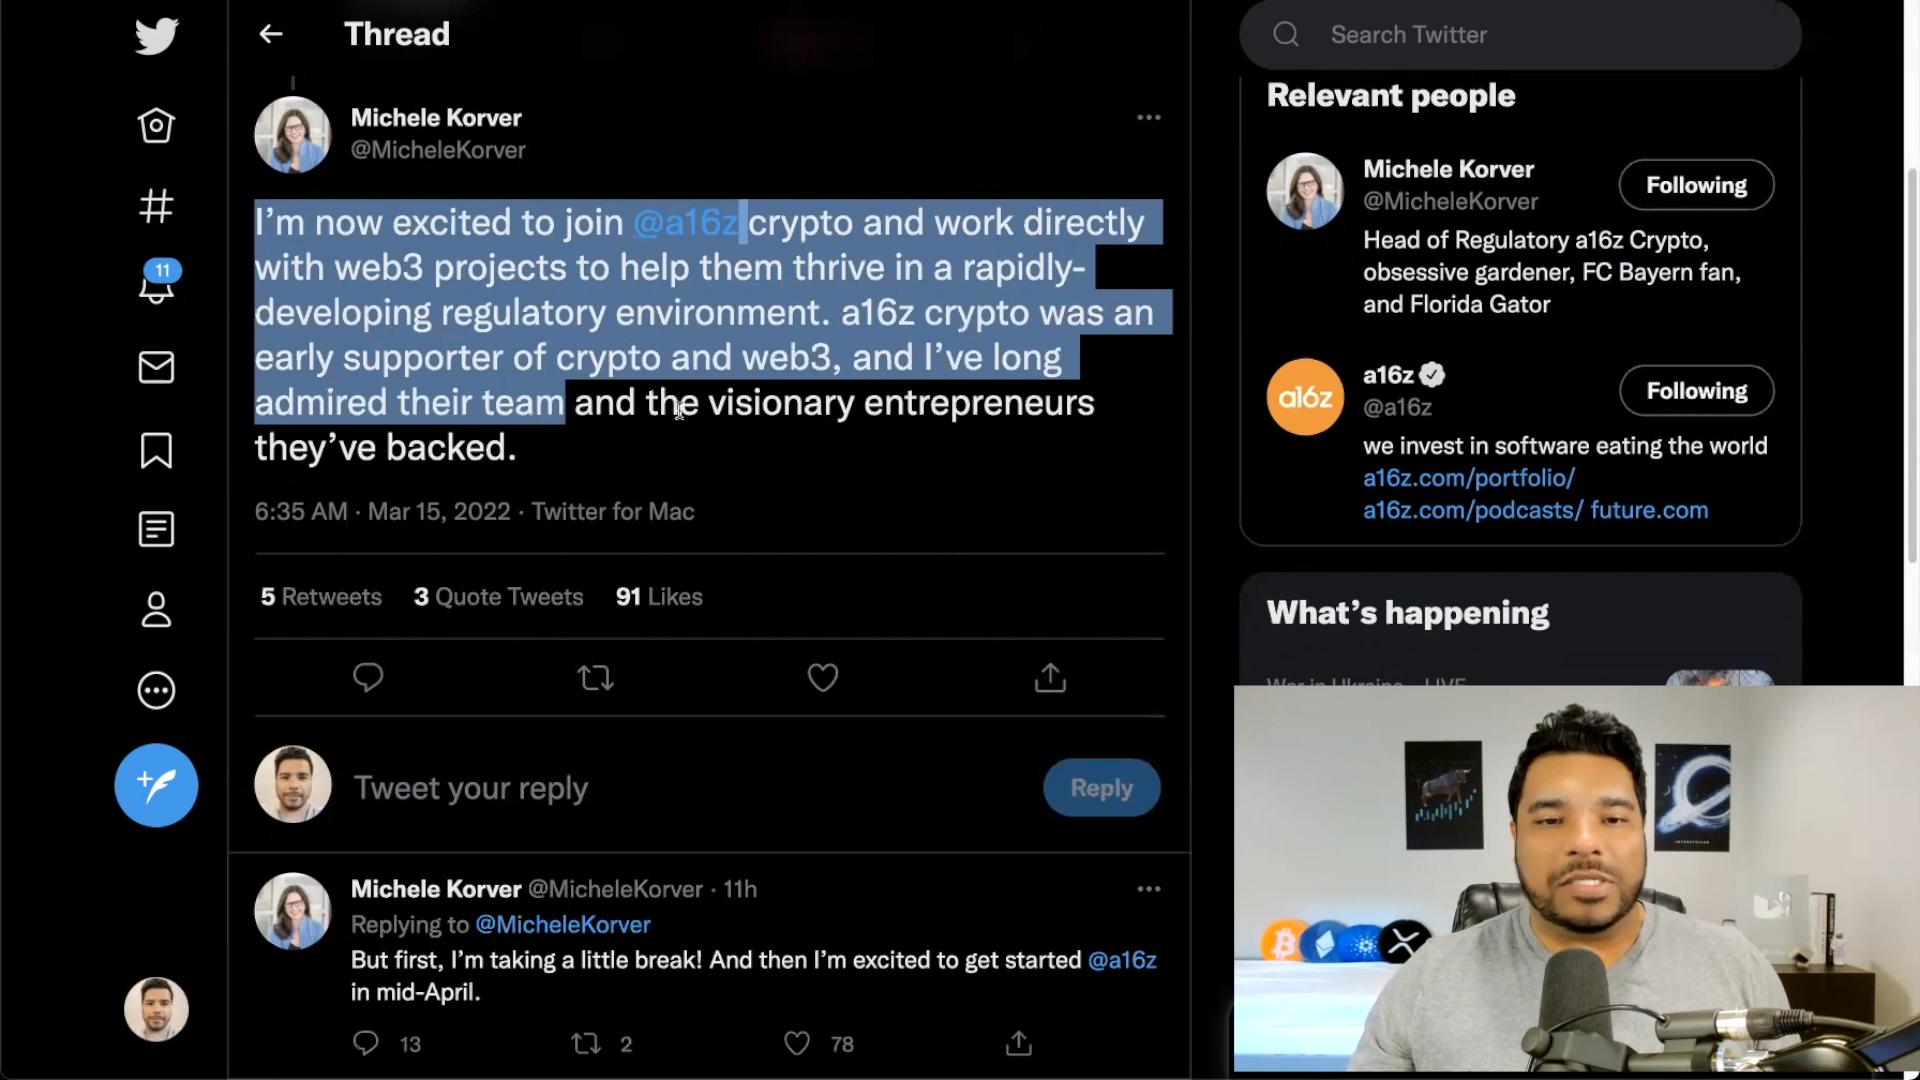 Thread
Michele Korver
@MicheleKorver
I'm now excited to join @a16z crypto and work directly
with web3 projects to help them thrive in a rapidly-
developing regulatory environment. a16z crypto was an
early supporter of crypto and web3, and I've long
admired their team and the visionary entrepreneurs
they've backed.
6:35 AM · Mar 15, 2022 · Twitter for Mac
5 Retweets 3 Quote Tweets 91 Likes
Tweet your reply
Reply
Michele Korver @MicheleKorver · 11h
Replying to @MicheleKorver
But first, I'm taking a little break! And then I'm excited to get started @a16z
in mid-April.
13 2 78
11
Search Twitter
Relevant people
Michele Korver
@MicheleKorver
Following
Head of Regulatory a16z Crypto,
obsessive gardener, FC Bayern fan,
and Florida Gator
a16z
a16z
@a16z
Following
we invest in software eating the world
a16z.com/portfolio/
a16z.com/podcasts/ future.com
What's happening
War in Ukraine · LIVE
INTERSTELLAR